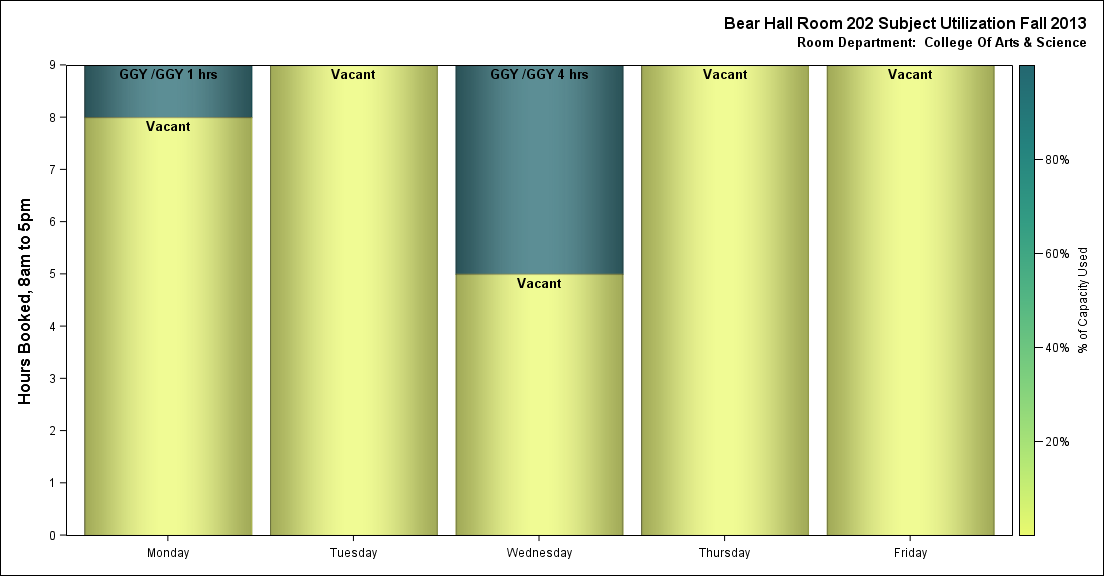 Bear Hall Room 202 Subject Utilization Fall 2013
Room Department:  College Of Arts & Science
Hours Booked, 8am to 5pm
9
8
7
6
5
4
3
2
1
0
GGY /GGY 1 hrs
Vacant
Vacant
GGY /GGY 4 hrs
Vacant
Vacant
Vacant
Monday
Tuesday
Wednesday
Thursday
Friday
80%
60%
40%
20%
% of Capacity Used